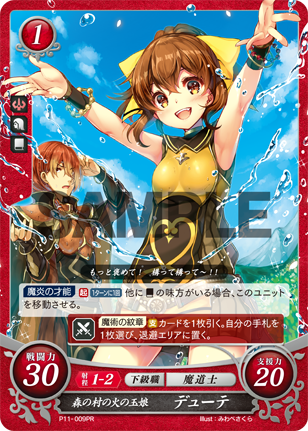 1
SAMPLE
もっと褒めて! 構って構って～!!
魔炎の才能 起 1ターンに1回 他に の味方がいる場合、このユニット
を移動させる。
魔術の紋章 支 カードを1枚引く。自分の手札を
1枚選び、退避エリアに置く。
戦闘力 30 射程 1-2 下級職 魔道士 支援力 20
森の村の火の玉娘 デューテ
P11-009PR Illust:みわべさくら